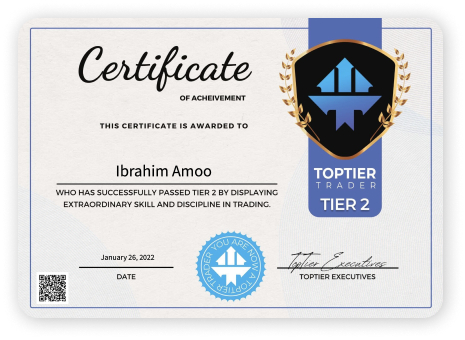 Certificate
OF ACHEIVEMENT
THIS CERTIFICATE IS AWARDED TO
Ibrahim Amoo
WHO HAS SUCCESSFULLY PASSED TIER 2 BY DISPLAYING
EXTRAORDINARY SKILL AND DISCIPLINE IN TRADING.
TOPTIER
TRADER
TIER 2
January 26, 2022
DATE
YOU ARE NOW A TOPTIER TRADER
TopTier Executives
TOPTIER EXECUTIVES